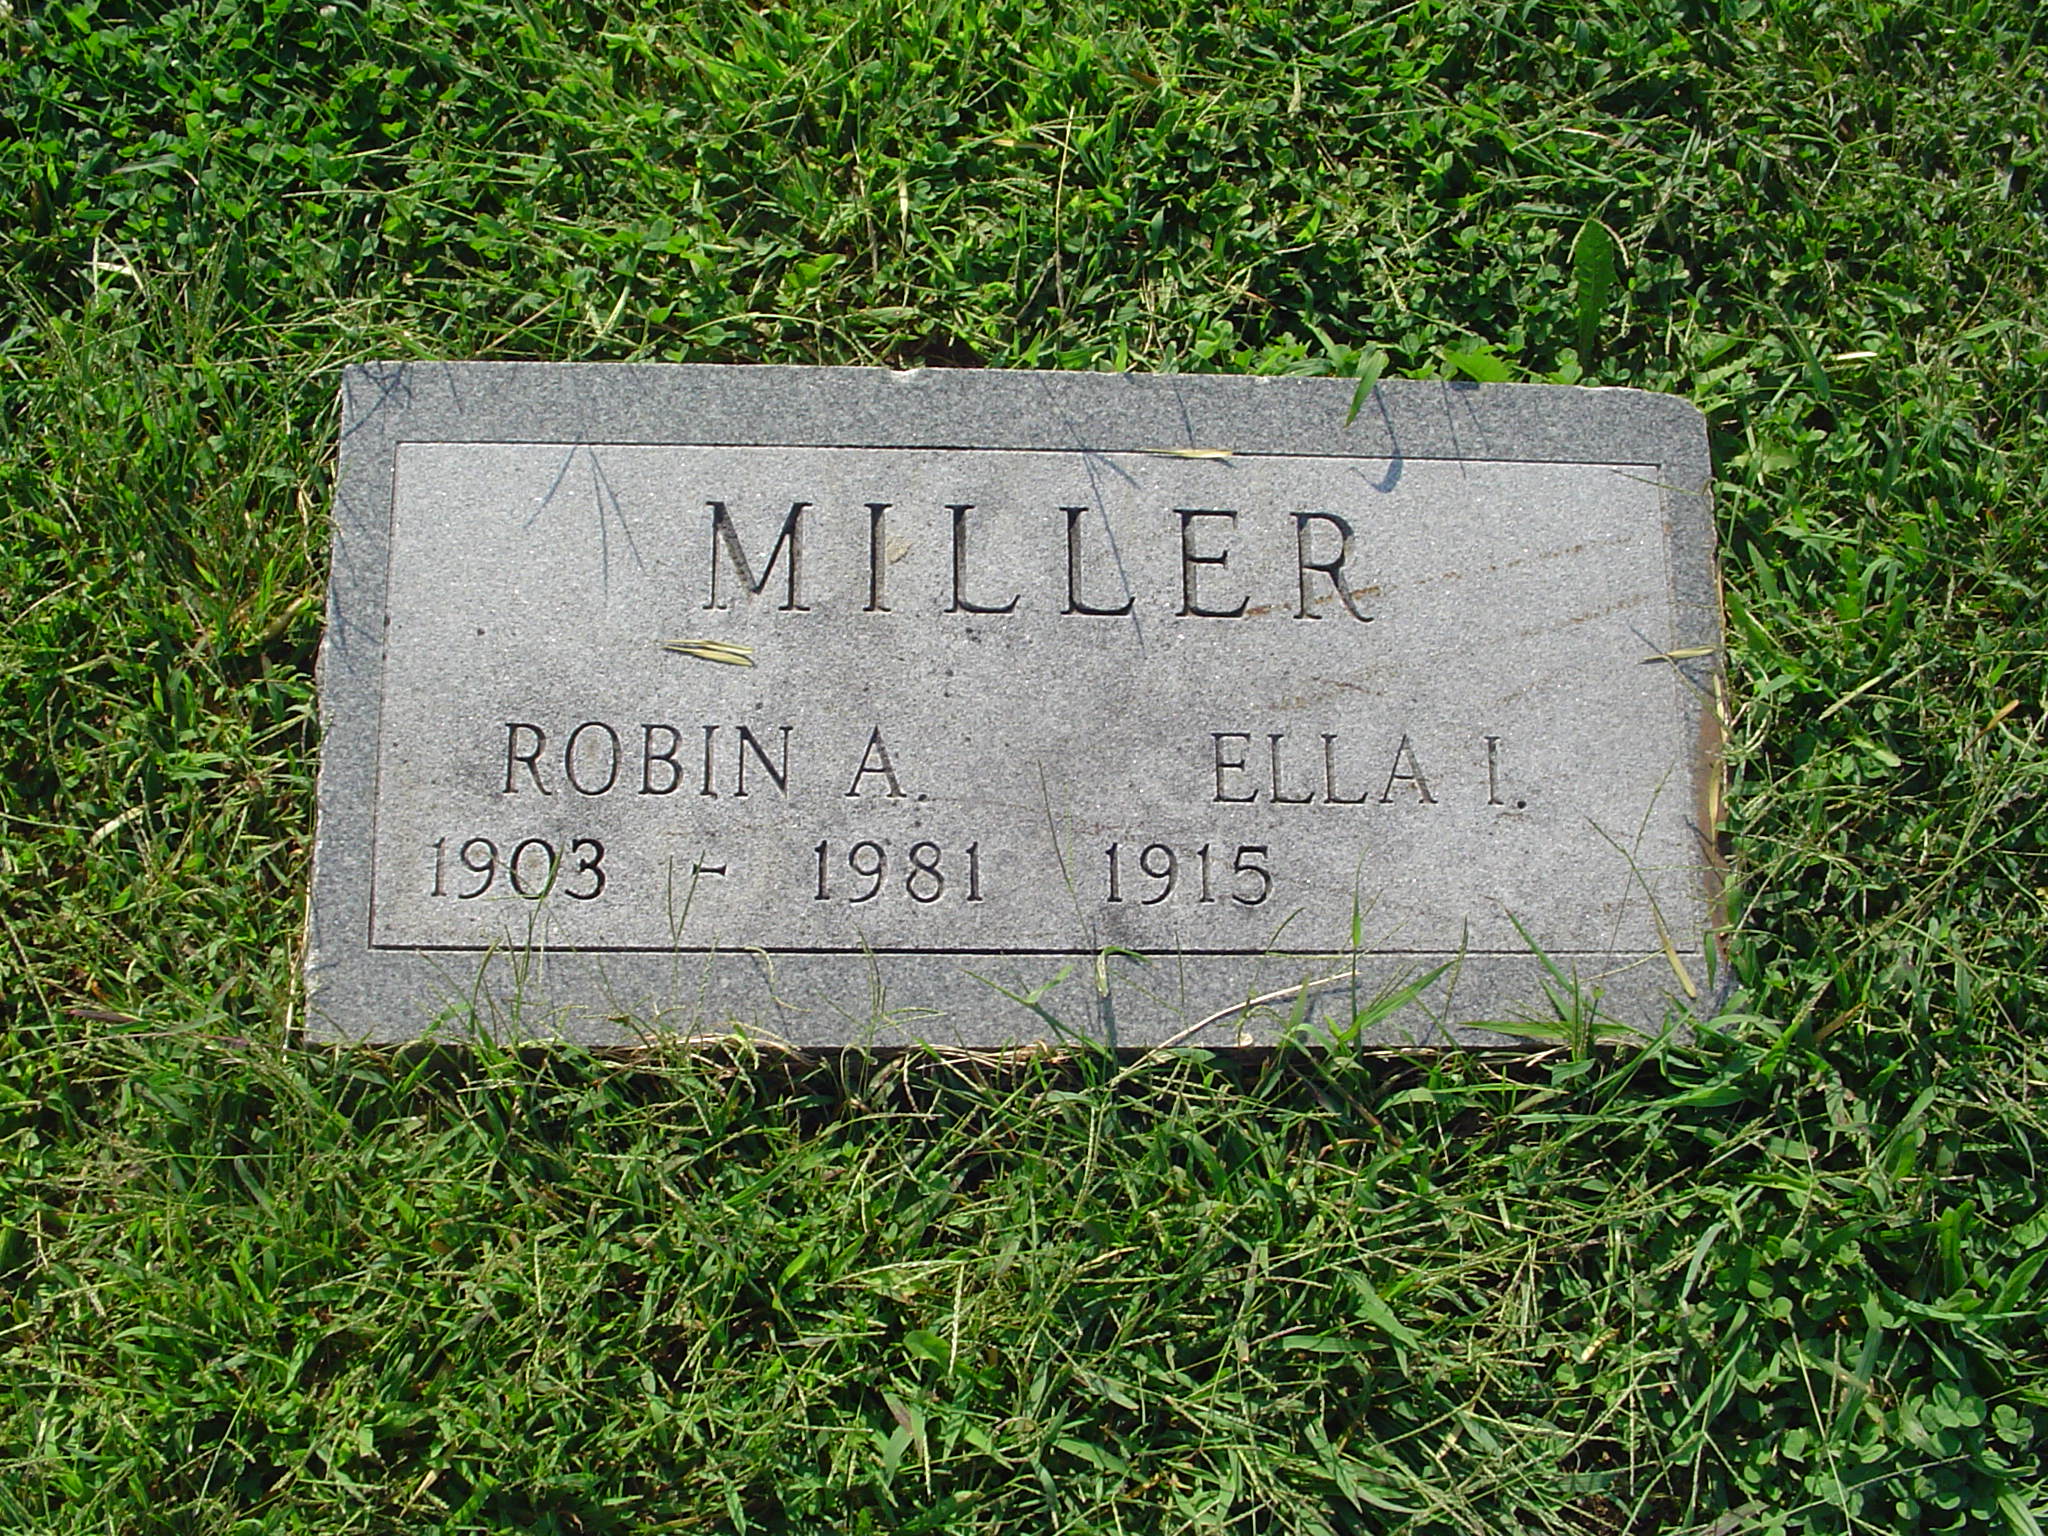 MILLER
ROBIN A. ELLA I.
1903 - 1981 1915